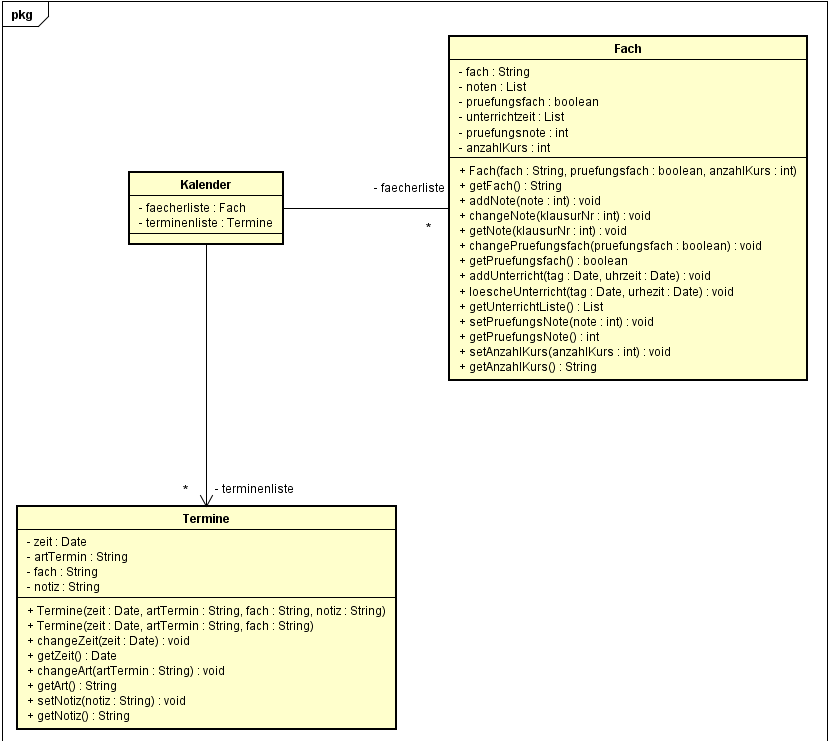 pkg
Fach
- fach : String
- noten : List
- pruefungsfach : boolean
- unterrichtzeit : List
- pruefungsnote : int
- anzahlKurs : int
+ Fach(fach : String, pruefungsfach : boolean, anzahlKurs : int)
+ getFach() : String
+ addNote(note : int) : void
+ changeNote(klausurNr : int) : void
+ getNote(klausurNr : int) : void
+ changePruefungsfach(pruefungsfach : boolean) : void
+ getPruefungsfach() : boolean
+ addUnterricht(tag : Date, uhrzeit : Date) : void
+ loescheUnterricht(tag : Date, urhezit : Date) : void
+ getUnterrichtListe() : List
+ setPruefungsNote(note : int) : void
+ getPruefungsNote() : int
+ setAnzahlKurs(anzahlKurs : int) : void
+ getAnzahlKurs() : String
Kalender
- faecherliste : Fach
- terminenliste : Termine
- faecherliste
*
* - terminenliste
Termine
- zeit : Date
- artTermin : String
- fach : String
- notiz : String
+ Termine(zeit : Date, artTermin : String, fach : String, notiz : String)
+ Termine(zeit : Date, artTermin : String, fach : String)
+ changeZeit(zeit : Date) : void
+ getZeit() : Date
+ changeArt(artTermin : String) : void
+ getArt() : String
+ setNotiz(notiz : String) : void
+ getNotiz() : String